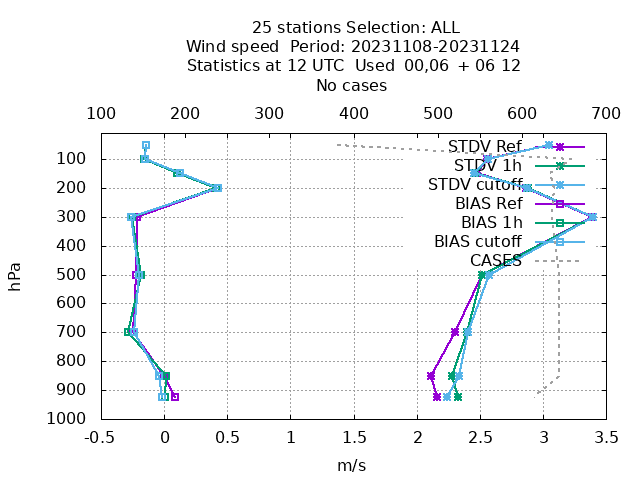 25 stations Selection: ALL
Wind speed  Period: 20231108-20231124
Statistics at 12 UTC  Used  00,06  + 06 12
No cases
100 200 300 400 500 600 700
STDV Ref
STDV 1h
STDV cutoff
BIAS Ref
BIAS 1h
BIAS cutoff
CASES
100
200
300
400
500
600
700
800
900
1000
hPa
-0.5 0 0.5 1 1.5 2 2.5 3 3.5
m/s